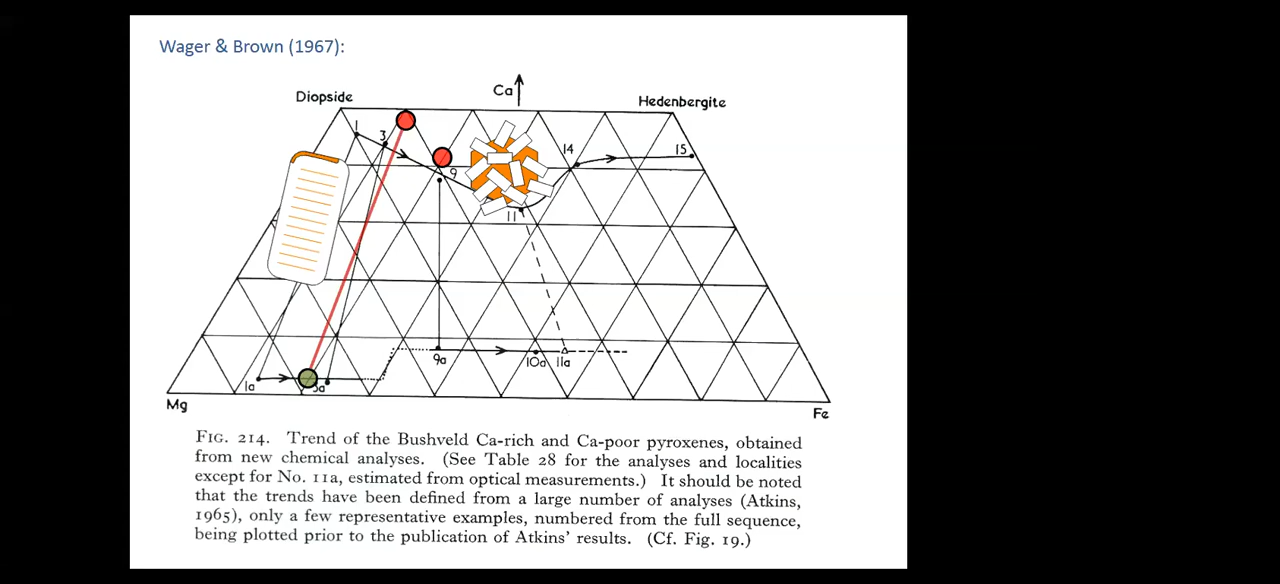 Wager & Brown (1967):
Ca
Diopside
Hedenbergite
1
3
14
15
9
11
9a
10a 11a
1a
3a
Mg
Fe
FIG. 214. Trend of the Bushveld Ca-rich and Ca-poor pyroxenes, obtained
from new chemical analyses. (See Table 28 for the analyses and localities
except for No. 11a, estimated from optical measurements.) It should be noted
that the trends have been defined from a large number of analyses (Atkins,
1965), only a few representative examples, numbered from the full sequence,
being plotted prior to the publication of Atkins' results. (Cf. Fig. 19.)